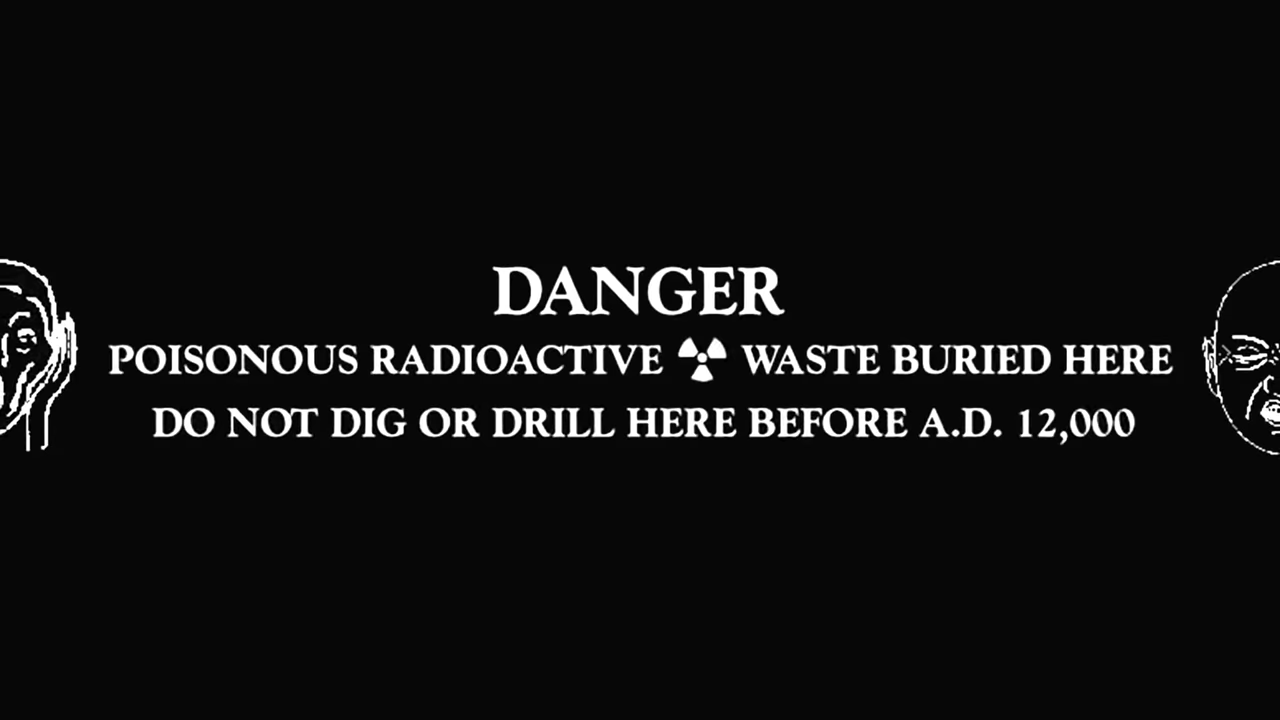 DANGER
POISONOUS RADIOACTIVE ☢ WASTE BURIED HERE
DO NOT DIG OR DRILL HERE BEFORE A.D. 12,000